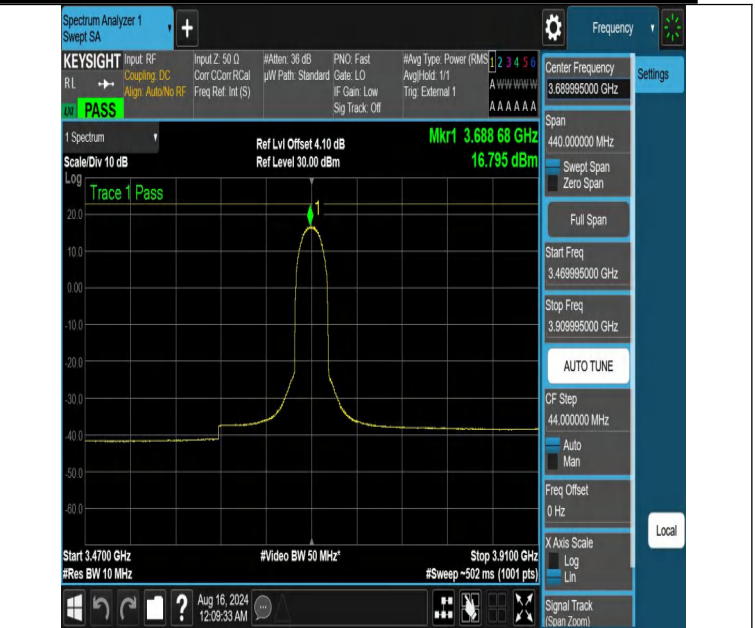 Spectrum Analyzer 1
Swept SA
+
Frequency
KEYSIGHT
RL
PASS
Input: RF
Coupling: DC
Align: Auto/No RF
Input Z: 50 Ω
Corr CCorr RCal
Freq Ref: Int (S)
#Atten: 36 dB
µW Path: Standard
PNO: Fast
Gate: LO
IF Gain: Low
Sig Track: Off
#Avg Type: Power (RMS
Avg|Hold: 1/1
Trig: External 1
1 2 3 4 5 6
A W W W W W
A A A A A A
1 Spectrum
Scale/Div 10 dB
Ref Lvl Offset 4.10 dB
Ref Level 30.00 dBm
Mkr1 3.688 68 GHz
16.795 dBm
Log
Trace 1 Pass
1
20.0
10.0
0.00
-10.0
-20.0
-30.0
-40.0
-50.0
-60.0
Start 3.4700 GHz
#Res BW 10 MHz
#Video BW 50 MHz*
Stop 3.9100 GHz
#Sweep ~502 ms (1001 pts)
Aug 16, 2024
12:09:33 AM
?
Center Frequency
3.689995000 GHz
Settings
Span
440.000000 MHz
Swept Span
Zero Span
Full Span
Start Freq
3.469995000 GHz
Stop Freq
3.909995000 GHz
AUTO TUNE
CF Step
44.000000 MHz
Auto
Man
Freq Offset
0 Hz
X Axis Scale
Log
Lin
Local
Signal Track
(Span Zoom)